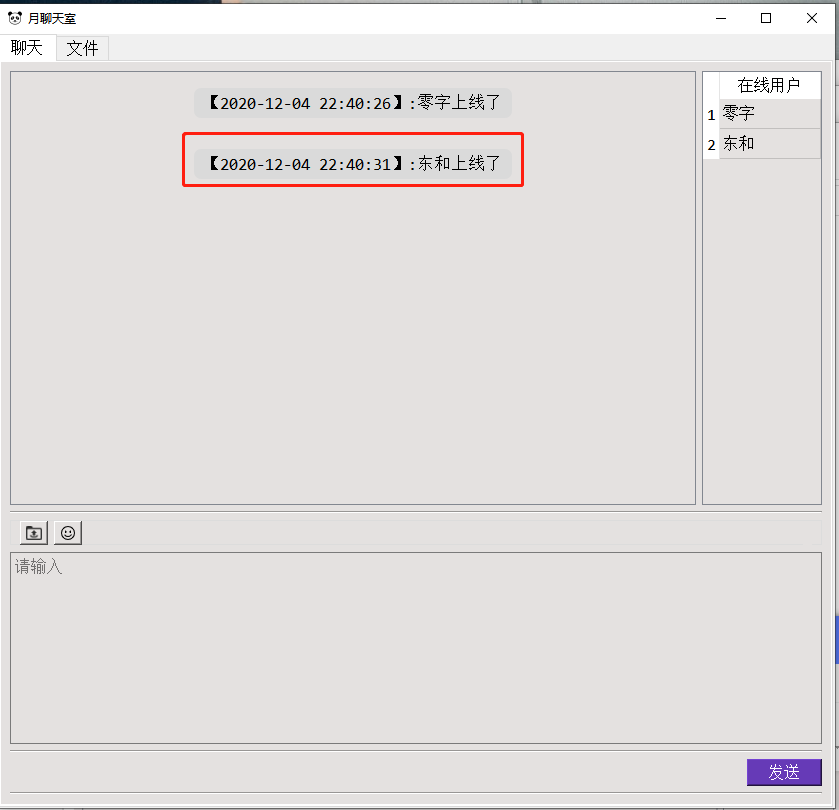 月聊天室
聊天 文件
【2020-12-04 22:40:26】:零字上线了
【2020-12-04 22:40:31】:东和上线了
在线用户
1 零字
2 东和
请输入
发送